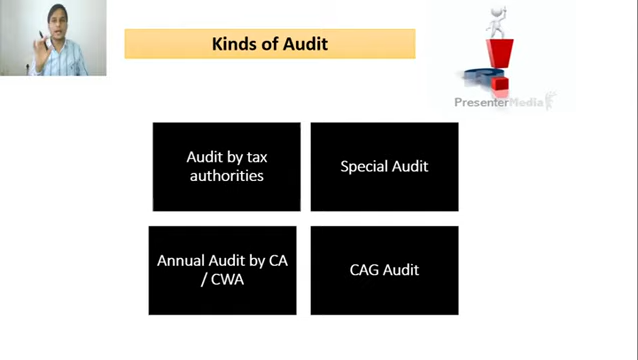 Kinds of Audit
PresenterMedia
Audit by tax
authorities
Special Audit
Annual Audit by CA
/ CWA
CAG Audit